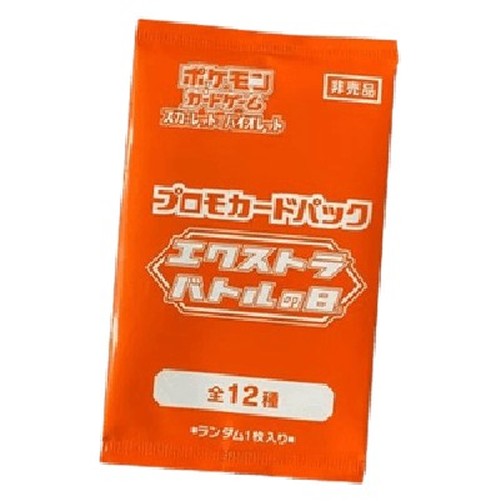 ポケモン
カードゲーム
スカーレット バイオレット
非売品
プロモカードパック
エクストラ
バトルの日
全12種
*ランダム1枚入り*